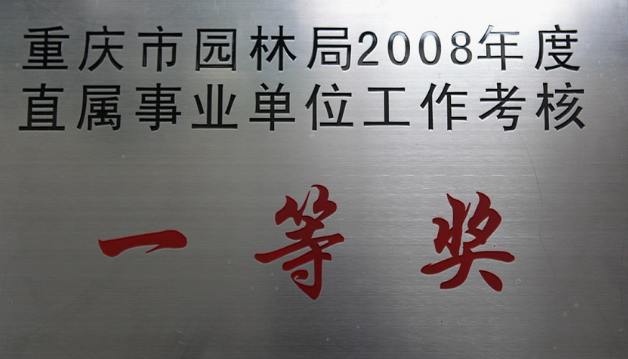 重庆市园林局2008年度
直属事业单位工作考核
一等奖